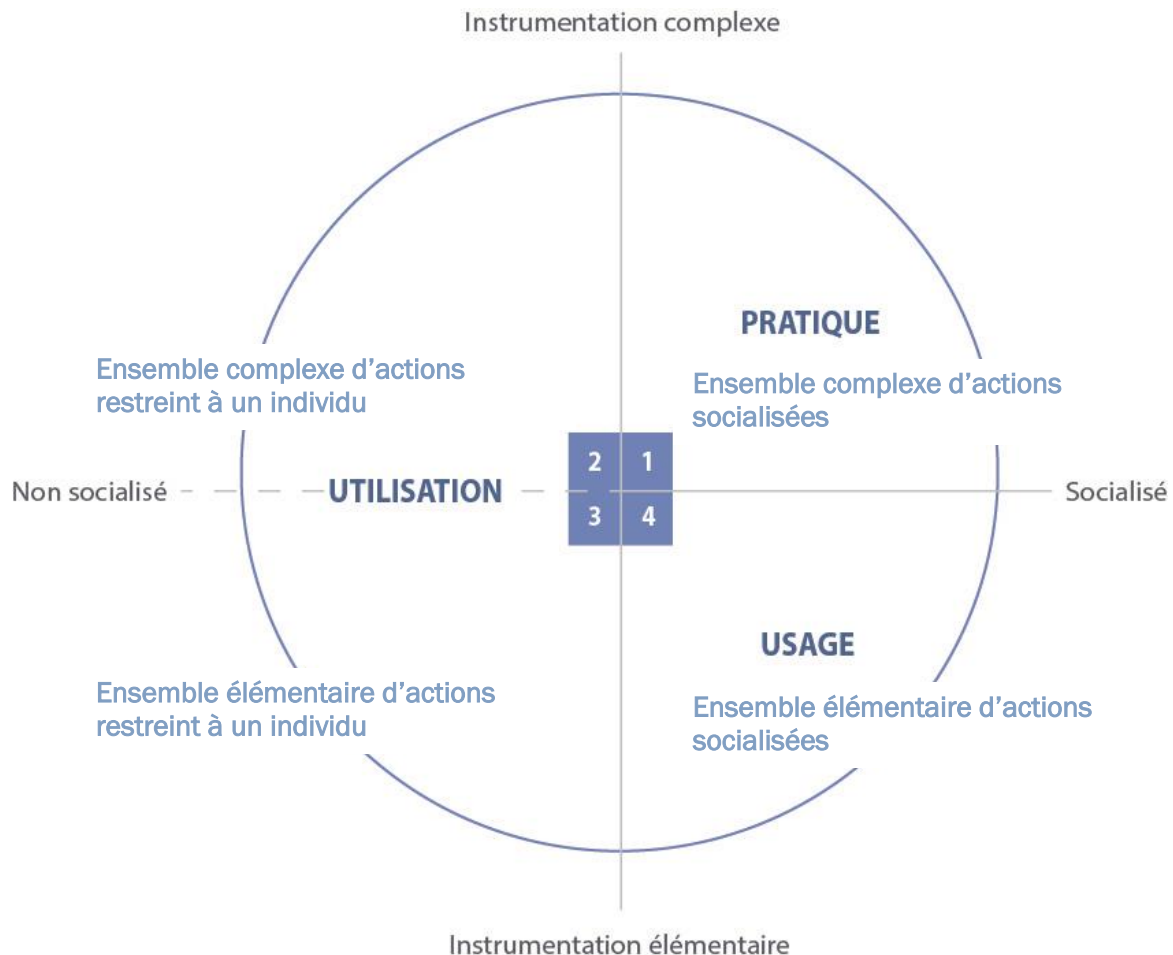 Instrumentation complexe
PRATIQUE
Ensemble complexe d'actions
restreint à un individu
Ensemble complexe d'actions
socialisées
2 1
Non socialisé
UTILISATION
Socialisé
3 4
USAGE
Ensemble élémentaire d'actions
restreint à un individu
Ensemble élémentaire d'actions
socialisées
Instrumentation élémentaire